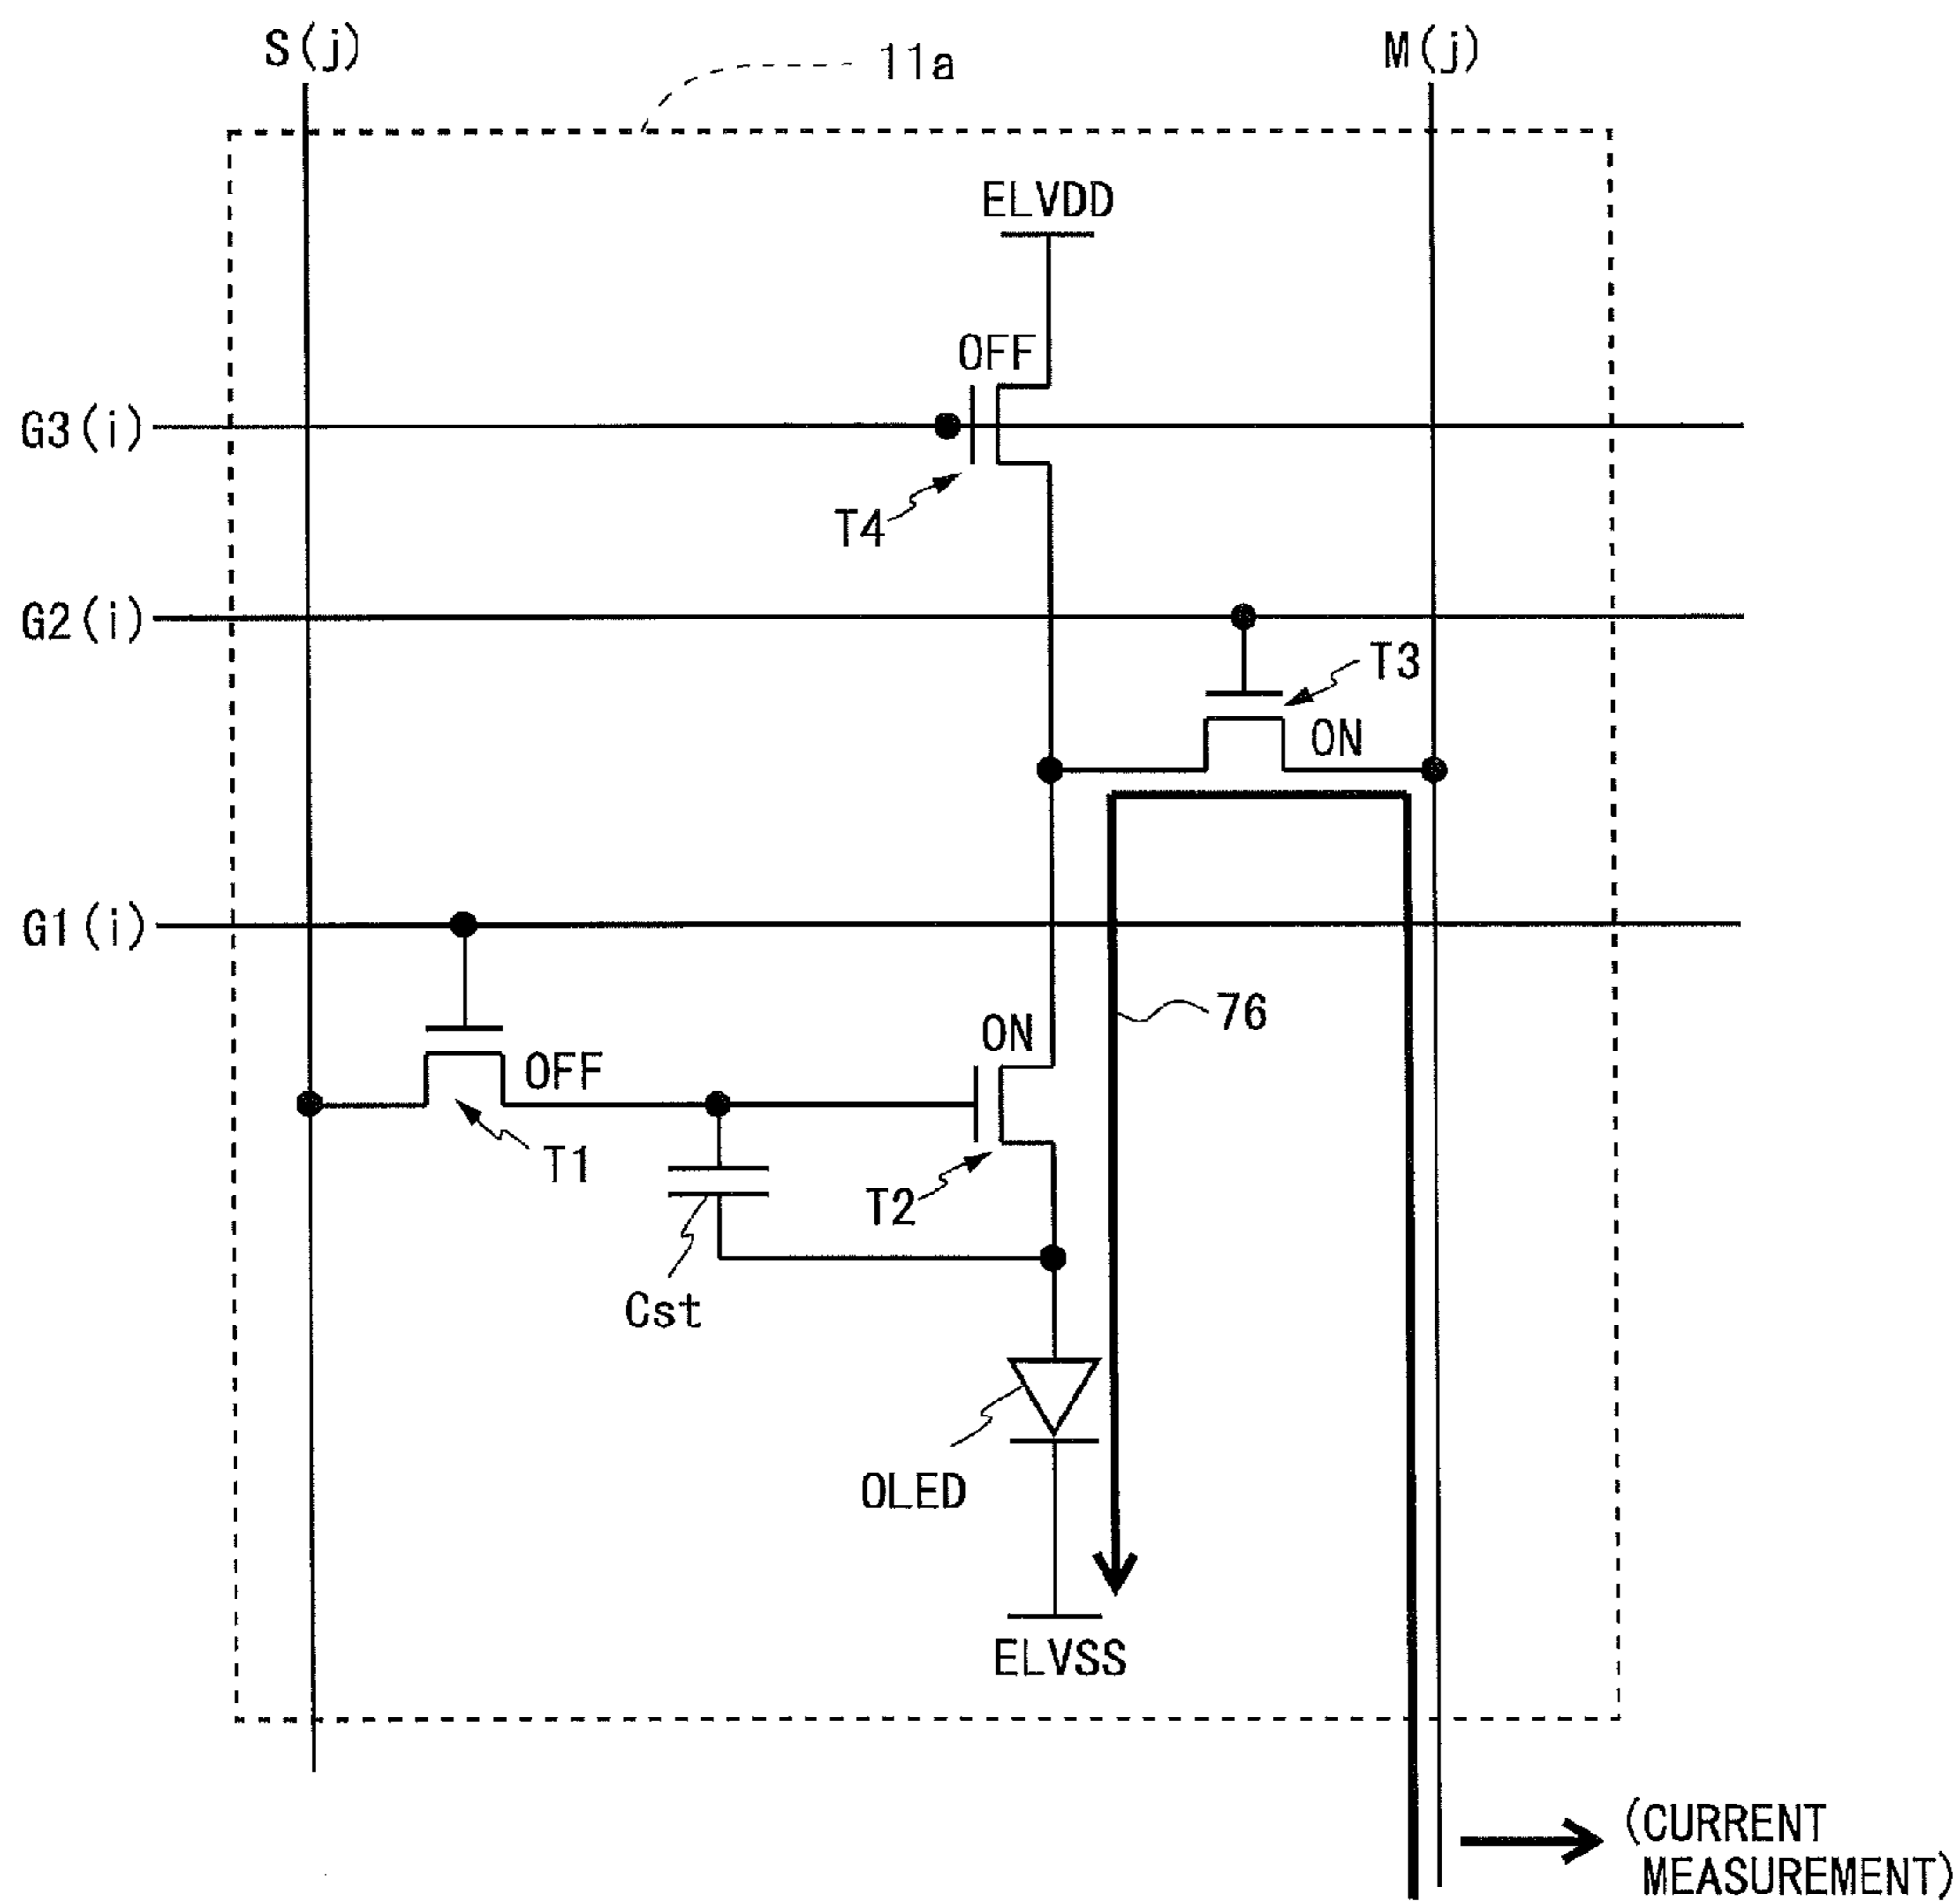 S(j)
11a
M(j)
ELVDD
OFF
G3(i)
T4
G2(i)
T3
ON
G1(i)
76
ON
OFF
T1
T2
Cst
OLED
ELVSS
(CURRENT
MEASUREMENT)